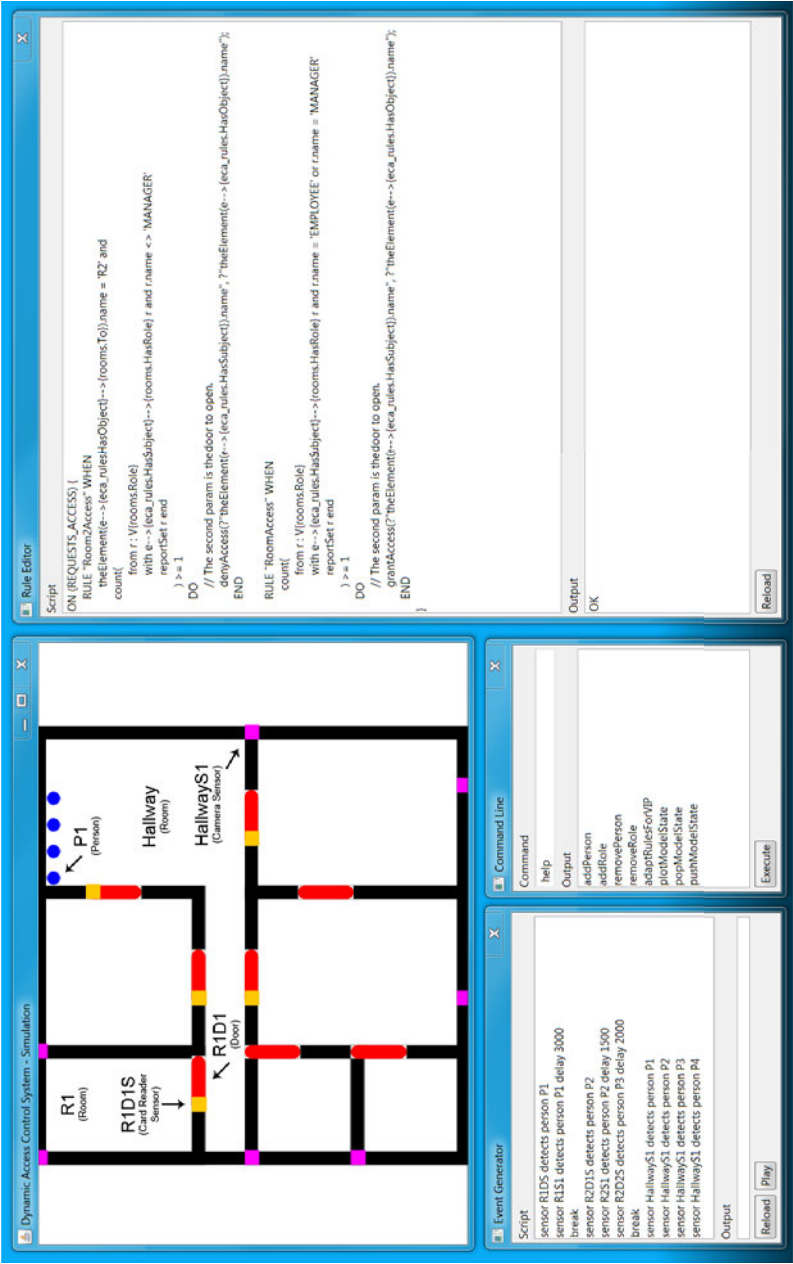 Dynamic Access Control System - Simulation
R1
(Room)
R1D1S
(Card Reader
Sensor)
R1D1
(Door)
P1
(Person)
Hallway
(Room)
HallwayS1
(Camera Sensor)
Rule Editor
Script
ON (REQUESTS_ACCESS) {
RULE "Room2Access" WHEN
theElement(e-->{eca_rulesHasObject}-->{rooms.To}).name = 'R2' and
count(
from r : V{rooms.Role}
with e-->{eca_rules.HasSubject}-->{rooms.HasRole} r and r.name <> 'MANAGER'
reportSet r end
) >= 1
DO
// The second param is thedoor to open.
denyAccess(?"theElement(e-->{eca_rules.HasSubject}).name", ?"theElement(e-->{eca_rules.HasObject}).name");
END
RULE "RoomAccess" WHEN
count(
from r : V{rooms.Role}
with e-->{eca_rules.HasSubject}-->{rooms.HasRole} r and r.name = 'EMPLOYEE' or r.name = 'MANAGER'
reportSet r end
) >= 1
DO
// The second param is thedoor to open.
grantAccess(?"theElement(e-->{eca_rules.HasSubject}).name", ?"theElement(e-->{eca_rules.HasObject}).name");
END
}
Output
OK
Reload
Event Generator
Script
sensor R1DS detects person P1
sensor R1S1 detects person P1 delay 3000
break
sensor R2D1S detects person P2
sensor R2S1 detects person P2 delay 1500
sensor R2D2S detects person P3 delay 2000
break
sensor HallwayS1 detects person P1
sensor HallwayS1 detects person P2
sensor HallwayS1 detects person P3
sensor HallwayS1 detects person P4
Output
Reload Play
Command Line
Command
help
Output
addPerson
addRole
removePerson
removeRole
adaptRulesForVIP
plotModelState
popModelState
pushModelState
Execute